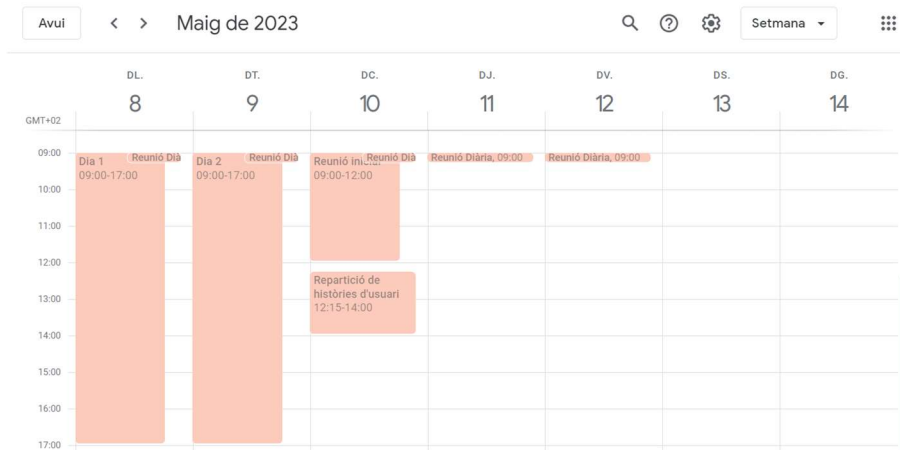 Avui
Maig de 2023
Setmana
DL. DT. DC. DJ. DV. DS. DG.
8 9 10 11 12 13 14
GMT+02
09:00
10:00
11:00
12:00
13:00
14:00
15:00
16:00
17:00
Dia 1
09:00-17:00
Reunió Dià
Dia 2
09:00-17:00
Reunió Dià
Reunió
09:00-12:00
Reunió Dià
Repartició de
històries d'usuari
12:15-14:00
Reunió Diària, 09:00
Reunió Diària, 09:00